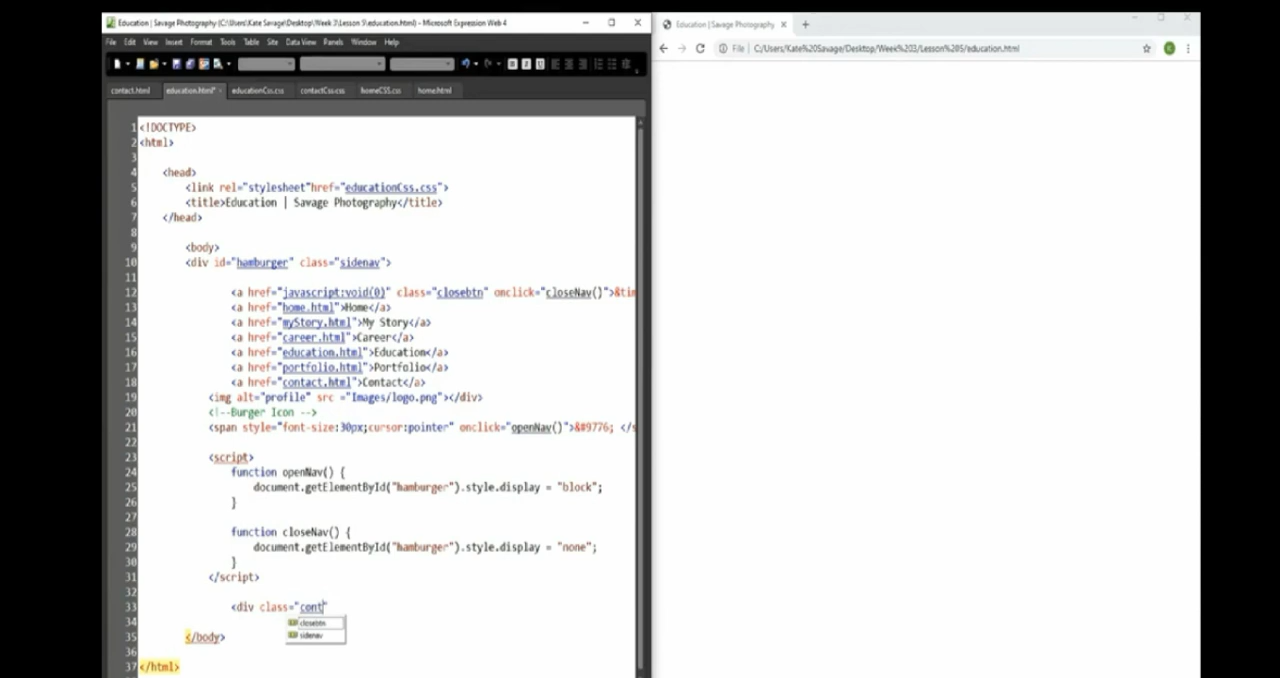 Education | Savage Photography (C:\Users\Kate Savage\Desktop\Week 3\Lesson 9\education.html) - Microsoft Expression Web 4
File Edit View Insert Format Tools Table Site Data View Panels Window Help
contact.html education.html* educationCss.css contactCss.css homeCSS.css home.html
1 <!DOCTYPE>
2 <html>
3
4 <head>
5 <link rel="stylesheet"href="educationCss.css">
6 <title>Education | Savage Photography</title>
7 </head>
8
9 <body>
10 <div id="hamburger" class="sidenav">
11
12 <a href="javascript:void(0)" class="closebtn" onclick="closeNav()">&tim
13 <a href="home.html">Home</a>
14 <a href="myStory.html">My Story</a>
15 <a href="career.html">Career</a>
16 <a href="education.html">Education</a>
17 <a href="portfolio.html">Portfolio</a>
18 <a href="contact.html">Contact</a>
19 <img alt="profile" src ="Images/logo.png"></div>
20 <!--Burger Icon -->
21 <span style="font-size:30px;cursor:pointer" onclick="openNav()">&#9776; </s
22
23 <script>
24 function openNav() {
25 document.getElementById("hamburger").style.display = "block";
26 }
27
28 function closeNav() {
29 document.getElementById("hamburger").style.display = "none";
30 }
31 </script>
32
33 <div class="cont"
34
closebtn
sidenav
35 </body>
36
37 </html>
Education | Savage Photography
File | C:/Users/Kate%20Savage/Desktop/Week%203/Lesson%205/education.html